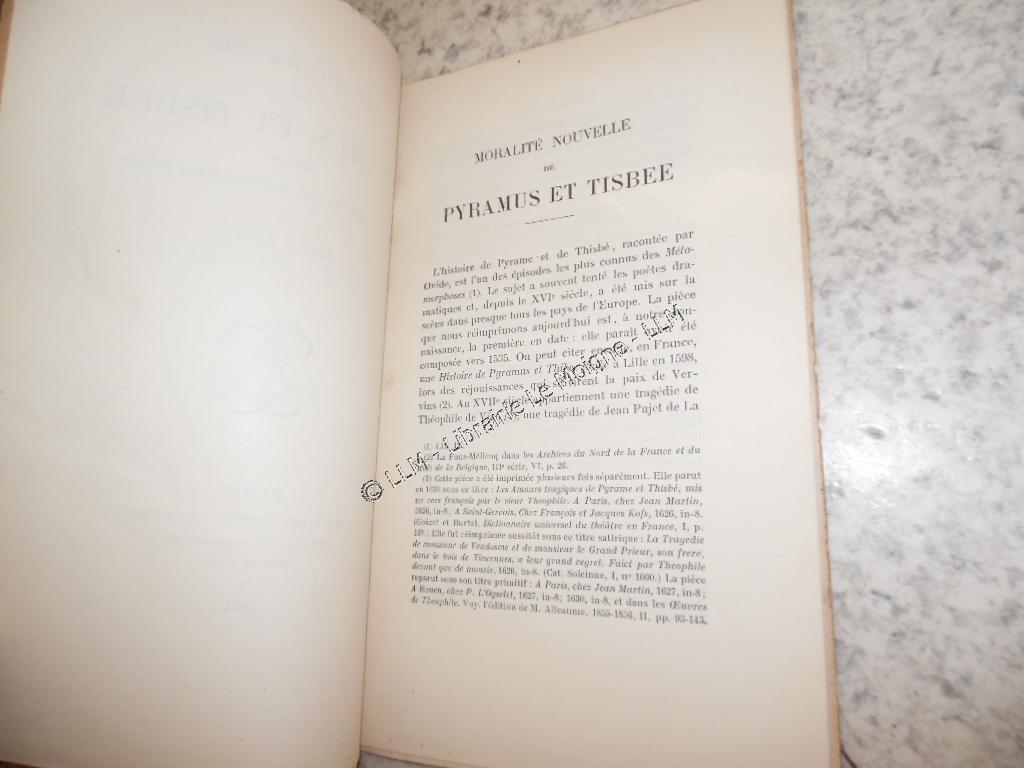 MORALITÉ NOUVELLE
DE
PYRAMUS ET TISBEE
L'histoire de Pyrame et de Thisbé, racontée par
Ovide, est l'un des épisodes les plus connus des Méta-
morphoses (1). Le sujet a souvent tenté les poètes dra-
matiques et, depuis le XVIe siècle, a été mis sur la
scène dans presque tous les pays de l'Europe. La pièce
que nous réimprimons aujourd'hui est, à notre con-
naissance, la première en date : elle paraît avoir été
composée vers 1535. On peut citer encore, en France,
une Histoire de Pyramus et à Lille en 1598,
lors des réjouissances qui suivirent la paix de Ver-
vins (2). Au XVIIe siècle appartiennent une tragédie de
Théophile de une tragédie de Jean Pujet de La
(1)
(2) La Fons-Mélicoq dans les Archives du Nord de la France et du
de la Belgique, IIIe série, VI, p. 26.
(3) Cette pièce a été imprimée plusieurs fois séparément. Elle parut
en 1626 sous ce titre : Les Amours tragiques de Pyrame et Thisbé, mis
en vers françois par le sieur Theophile. A Paris, chez Jean Martin,
1626, in-8; A Saint-Gervais, Chez François et Jacques Kofs, 1626, in-8.
(Goizet et Burtal, Dictionnaire universel du théâtre en France, I, p.
138.) Elle fut réimprimée aussitôt sous ce titre satirique : La Tragedie
de monsieur de Vendosme et de monsieur le Grand Prieur, son frere,
dans le bois de Vincennes, a leur grand regret. Faict par Theophile
devant que de mourir, 1626, in-8. (Cat. Soleinne, I, no 1000.) La pièce
reparut sous son titre primitif : A Paris, chez Jean Martin, 1627, in-8;
A Rouen, chez P. L'Oyselet, 1627, in-8; 1630, in-8, et dans les Œuvres
de Theophile. Voy. l'édition de M. Alleaume, 1855-1856, II, pp. 93-143.
© LLM - Librairie Le Moigne - LLM